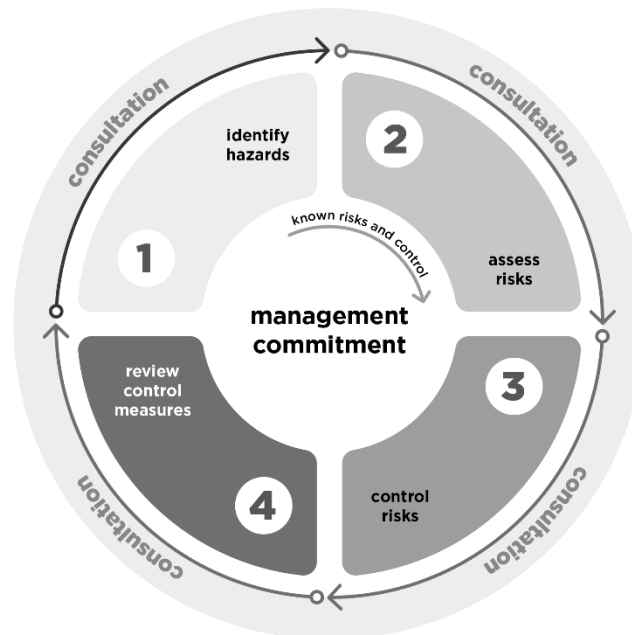 consultation
consultation
identify
hazards
2
known risks and control
1
assess
risks
management
commitment
review
control
measures
3
4
control
risks
consultation
consultation